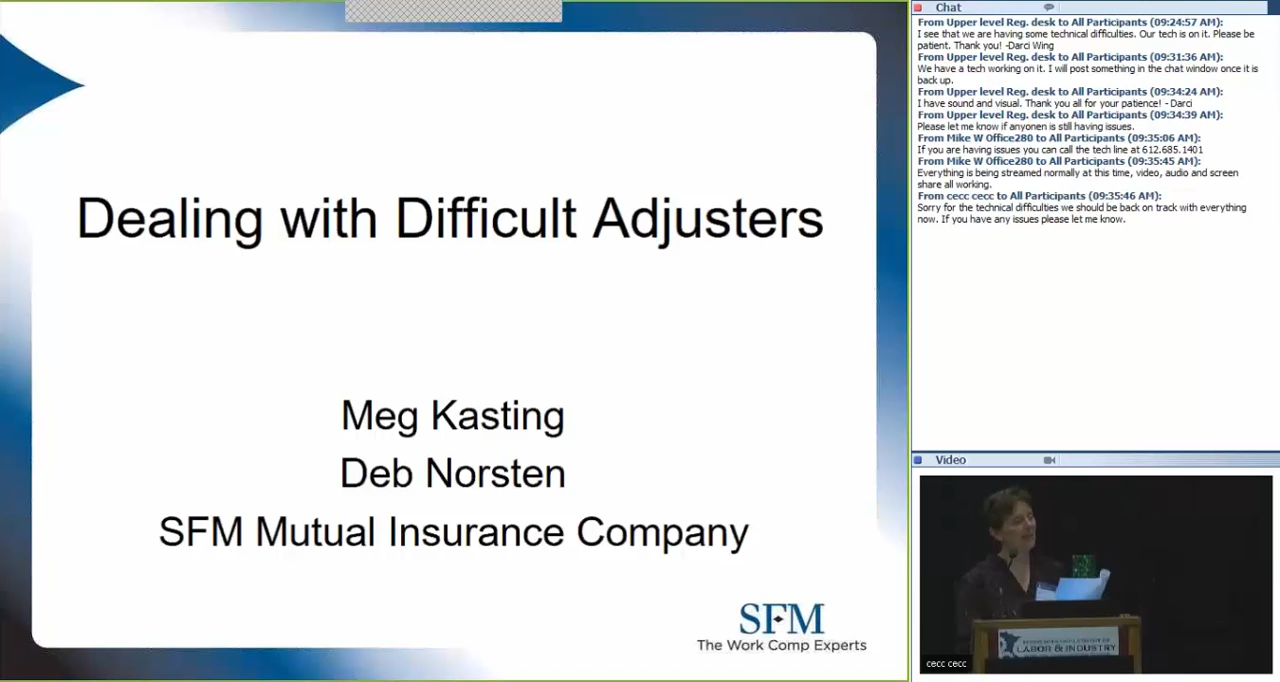 Dealing with Difficult Adjusters
Meg Kasting
Deb Norsten
SFM Mutual Insurance Company
SFM
The Work Comp Experts
Chat
From Upper level Reg. desk to All Participants (09:24:57 AM):
I see that we are having some technical difficulties. Our tech is on it. Please be
patient. Thank you! -Darci Wing
From Upper level Reg. desk to All Participants (09:31:36 AM):
We have a tech working on it. I will post something in the chat window once it is
back up.
From Upper level Reg. desk to All Participants (09:34:24 AM):
I have sound and visual. Thank you all for your patience! - Darci
From Upper level Reg. desk to All Participants (09:34:39 AM):
Please let me know if anyonen is still having issues.
From Mike W Office280 to All Participants (09:35:06 AM):
If you are having issues you can call the tech line at 612.685.1401
From Mike W Office280 to All Participants (09:35:45 AM):
Everything is being streamed normally at this time, video, audio and screen
share all working.
From cecc cecc to All Participants (09:35:46 AM):
Sorry for the technical difficulties we should be back on track with everything
now. If you have any issues please let me know.
Video
LABOR & INDUSTRY
cecc cecc